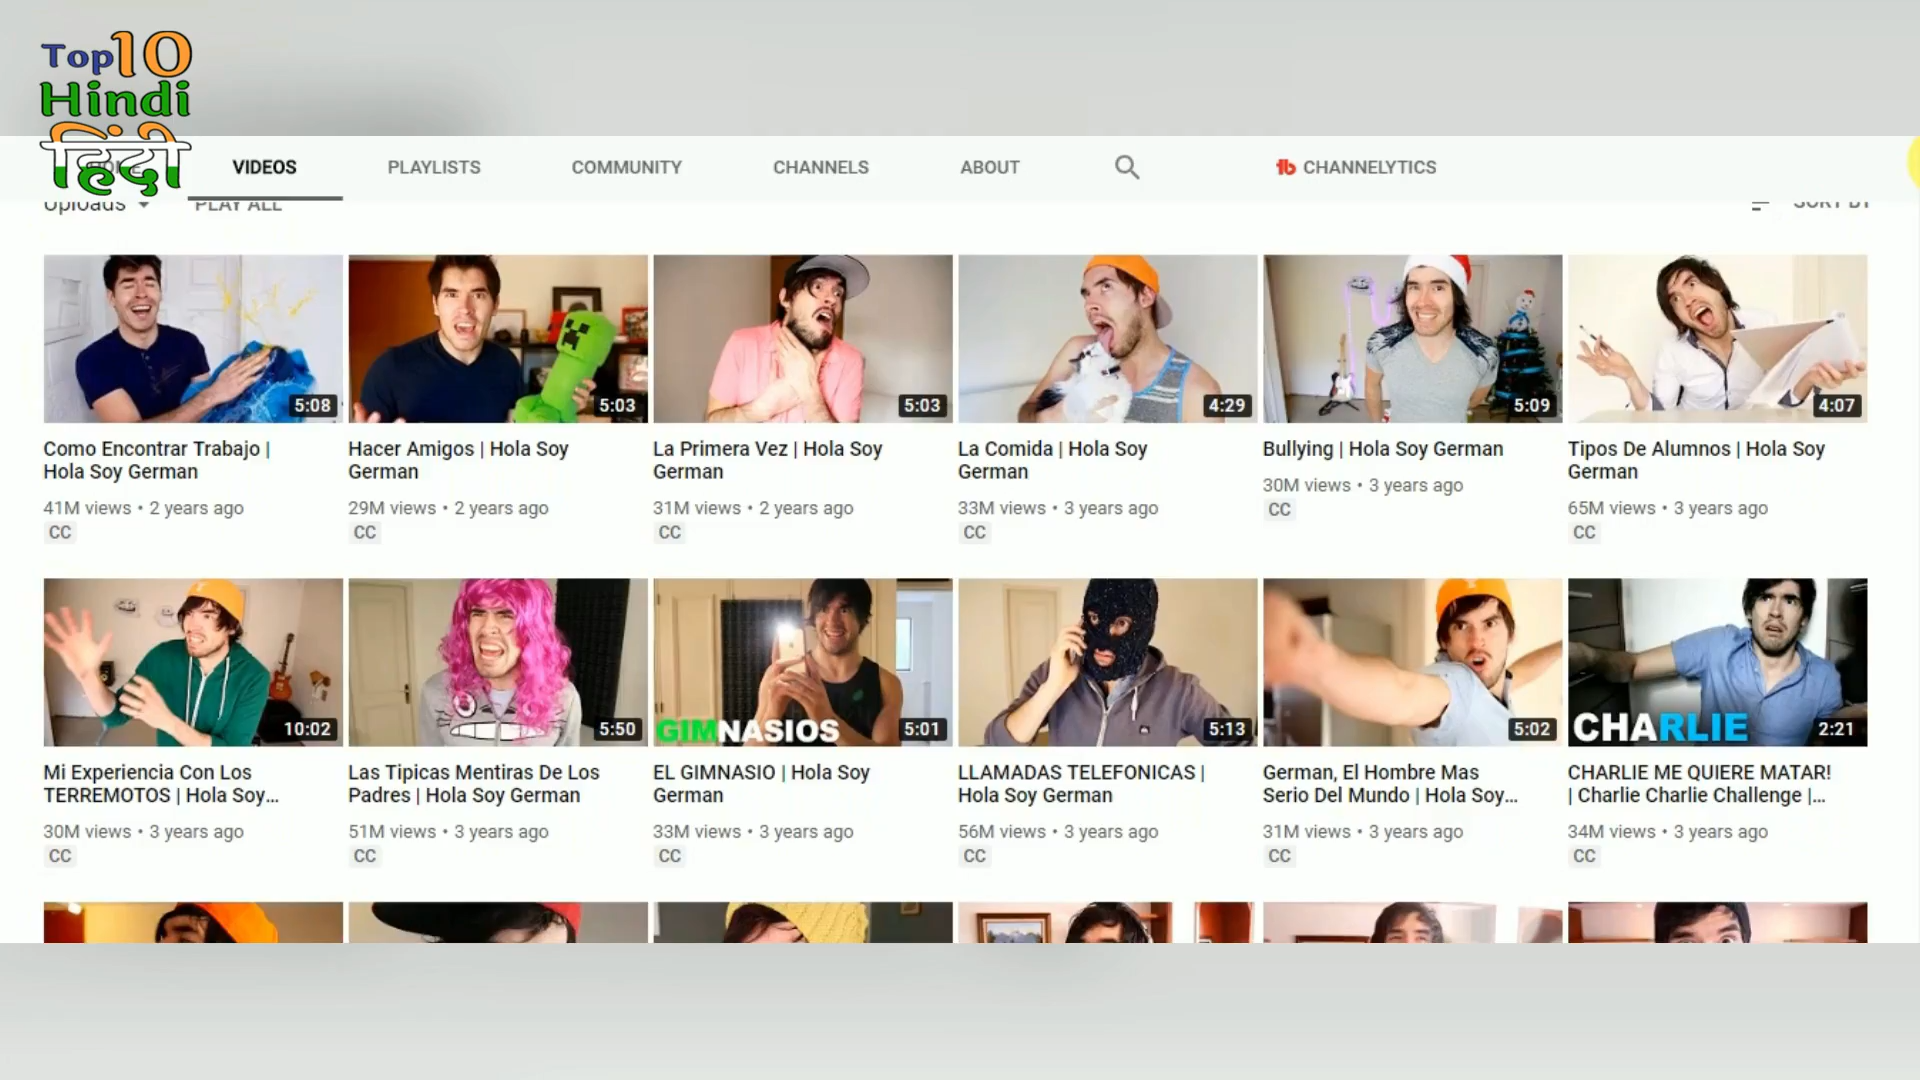 Top10
Hindi
हिंदी
VIDEOS PLAYLISTS COMMUNITY CHANNELS ABOUT CHANNELYTICS
Uploads PLAY ALL SORT BY
5:08 5:03 5:03 4:29 5:09 4:07
Como Encontrar Trabajo |
Hola Soy German
41M views • 2 years ago
CC
Hacer Amigos | Hola Soy
German
29M views • 2 years ago
CC
La Primera Vez | Hola Soy
German
31M views • 2 years ago
CC
La Comida | Hola Soy
German
33M views • 3 years ago
CC
Bullying | Hola Soy German
30M views • 3 years ago
CC
Tipos De Alumnos | Hola Soy
German
65M views • 3 years ago
CC
10:02 5:50 GIMNASIOS 5:01 5:13 5:02 CHARLIE 2:21
Mi Experiencia Con Los
TERREMOTOS | Hola Soy...
30M views • 3 years ago
CC
Las Tipicas Mentiras De Los
Padres | Hola Soy German
51M views • 3 years ago
CC
EL GIMNASIO | Hola Soy
German
33M views • 3 years ago
CC
LLAMADAS TELEFONICAS |
Hola Soy German
56M views • 3 years ago
CC
German, El Hombre Mas
Serio Del Mundo | Hola Soy...
31M views • 3 years ago
CC
CHARLIE ME QUIERE MATAR!
| Charlie Charlie Challenge |...
34M views • 3 years ago
CC